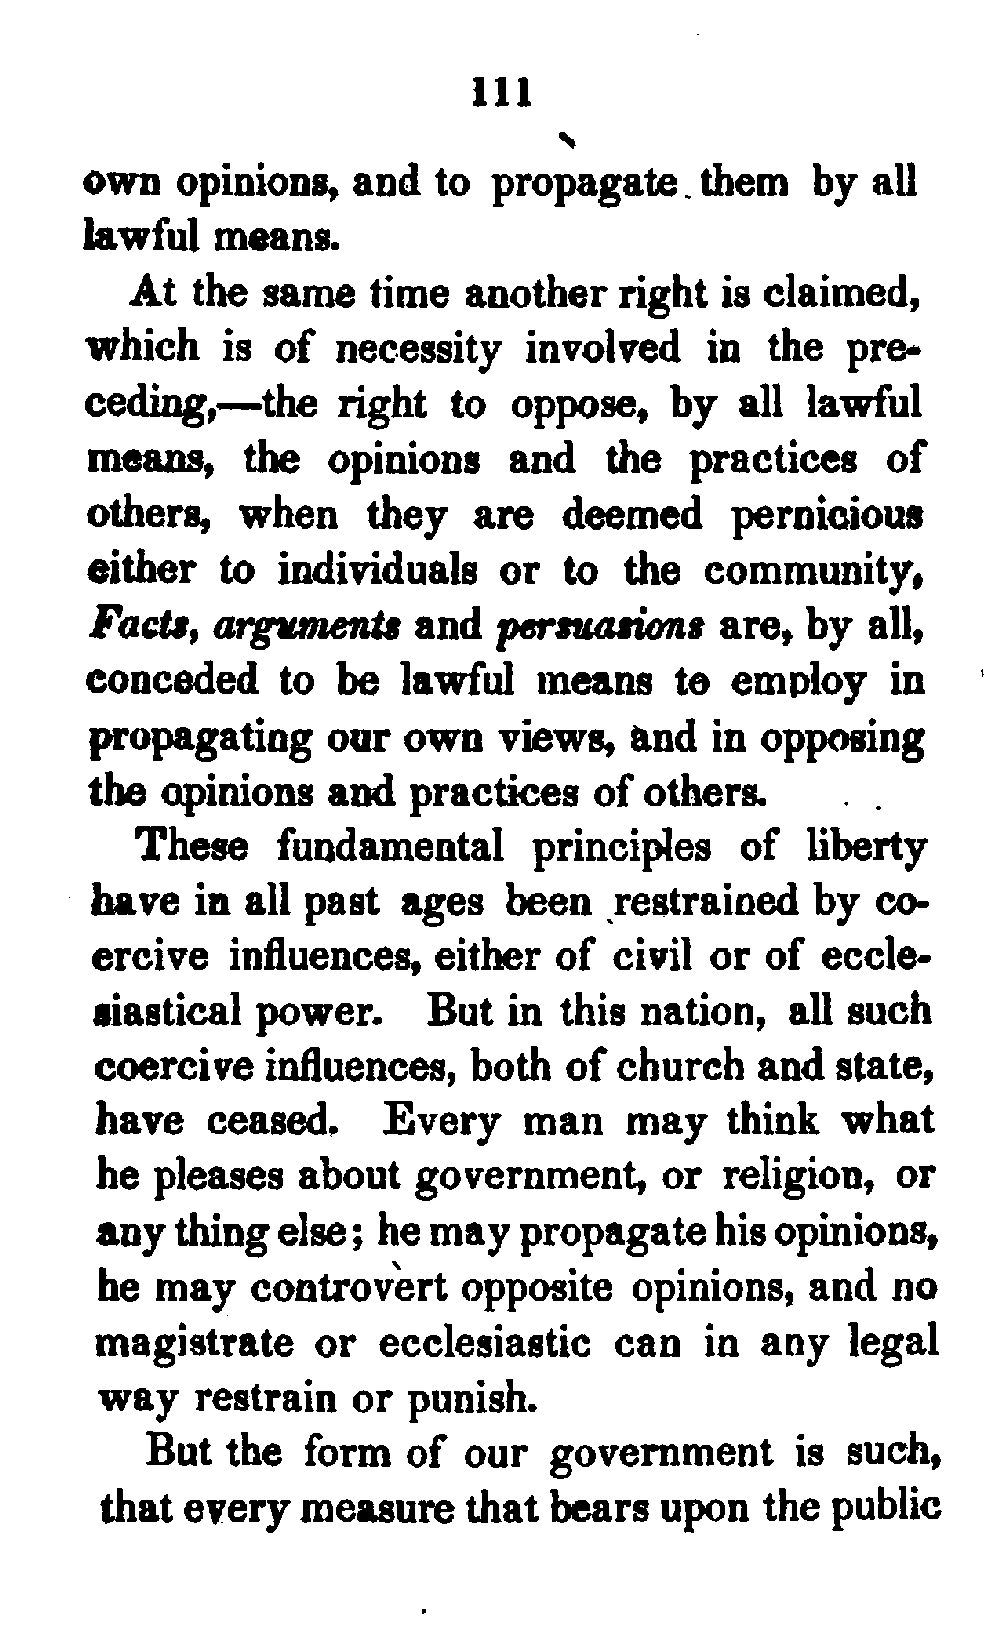 111
own opinions, and to propagate them by all
lawful means.
At the same time another right is claimed,
which is of necessity involved in the pre-
ceding,—the right to oppose, by all lawful
means, the opinions and the practices of
others, when they are deemed pernicious
either to individuals or to the community,
Facts, arguments and persuasions are, by all,
conceded to be lawful means to employ in
propagating our own views, and in opposing
the opinions and practices of others.
These fundamental principles of liberty
have in all past ages been restrained by co-
ercive influences, either of civil or of eccle-
siastical power. But in this nation, all such
coercive influences, both of church and state,
have ceased. Every man may think what
he pleases about government, or religion, or
any thing else; he may propagate his opinions,
he may controvert opposite opinions, and no
magistrate or ecclesiastic can in any legal
way restrain or punish.
But the form of our government is such,
that every measure that bears upon the public